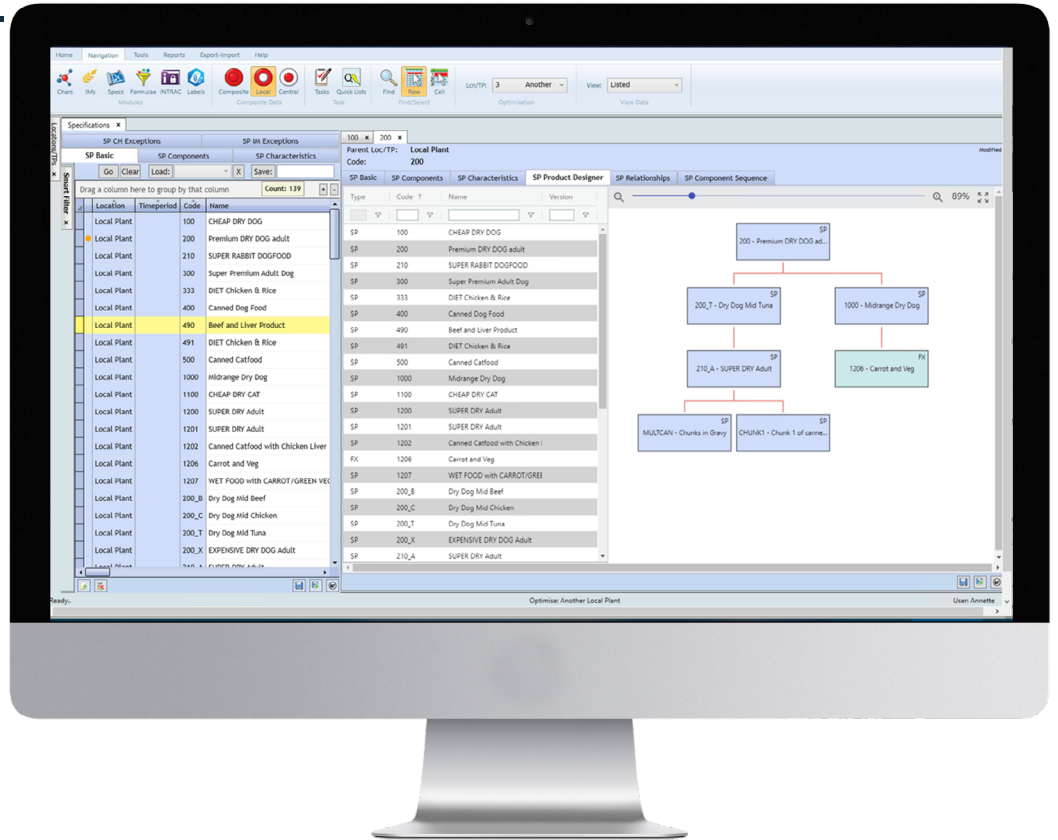 Home Navigation Tools Reports Export-Import Help
Chars IMs Specs Formulae INTRAC Labels Composite Local Central Tasks Quick Lists Find Row Cell Lcn/TP: 3 Another View: Listed
Modules Composite Data Task Find/Select Optimisation View Data
Locations/TPs
Smart Filter
Specifications
SP CH Exceptions SP IM Exceptions
SP Basic SP Components SP Characteristics
Go Clear Load: X Save:
Drag a column here to group by that column Count: 139 + -
Location Timeperiod Code Name
Local Plant 100 CHEAP DRY DOG
Local Plant 200 Premium DRY DOG adult
Local Plant 210 SUPER RABBIT DOGFOOD
Local Plant 300 Super Premium Adult Dog
Local Plant 333 DIET Chicken & Rice
Local Plant 400 Canned Dog Food
Local Plant 490 Beef and Liver Product
Local Plant 491 DIET Chicken & Rice
Local Plant 500 Canned Catfood
Local Plant 1000 Midrange Dry Dog
Local Plant 1100 CHEAP DRY CAT
Local Plant 1200 SUPER DRY Adult
Local Plant 1201 SUPER DRY Adult
Local Plant 1202 Canned Catfood with Chicken Liver
Local Plant 1206 Carrot and Veg
Local Plant 1207 WET FOOD with CARROT/GREEN VEG
Local Plant 200_B Dry Dog Mid Beef
Local Plant 200_C Dry Dog Mid Chicken
Local Plant 200_T Dry Dog Mid Tuna
Local Plant 200_X EXPENSIVE DRY DOG Adult
100 x 200 x
Parent Loc/TP: Local Plant Modified
Code: 200
SP Basic SP Components SP Characteristics SP Product Designer SP Relationships SP Component Sequence
Type Code Name Version
SP 100 CHEAP DRY DOG
SP 200 Premium DRY DOG adult
SP 210 SUPER RABBIT DOGFOOD
SP 300 Super Premium Adult Dog
SP 333 DIET Chicken & Rice
SP 400 Canned Dog Food
SP 490 Beef and Liver Product
SP 491 DIET Chicken & Rice
SP 500 Canned Catfood
SP 1000 Midrange Dry Dog
SP 1100 CHEAP DRY CAT
SP 1200 SUPER DRY Adult
SP 1201 SUPER DRY Adult
SP 1202 Canned Catfood with Chicken
FX 1206 Carrot and Veg
SP 1207 WET FOOD with CARROT/GREE
SP 200_B Dry Dog Mid Beef
SP 200_C Dry Dog Mid Chicken
SP 200_T Dry Dog Mid Tuna
SP 200_X EXPENSIVE DRY DOG Adult
SP 210_A SUPER DRY Adult
89%
SP
200 - Premium DRY DOG ad...
SP
200_T - Dry Dog Mid Tuna
SP
1000 - Midrange Dry Dog
SP
210_A - SUPER DRY Adult
FX
1206 - Carrot and Veg
SP
MULTCAN - Chunks in Gravy
SP
CHUNK1 - Chunk 1 of canne...
Ready.. Optimise: Another Local Plant User: Annette